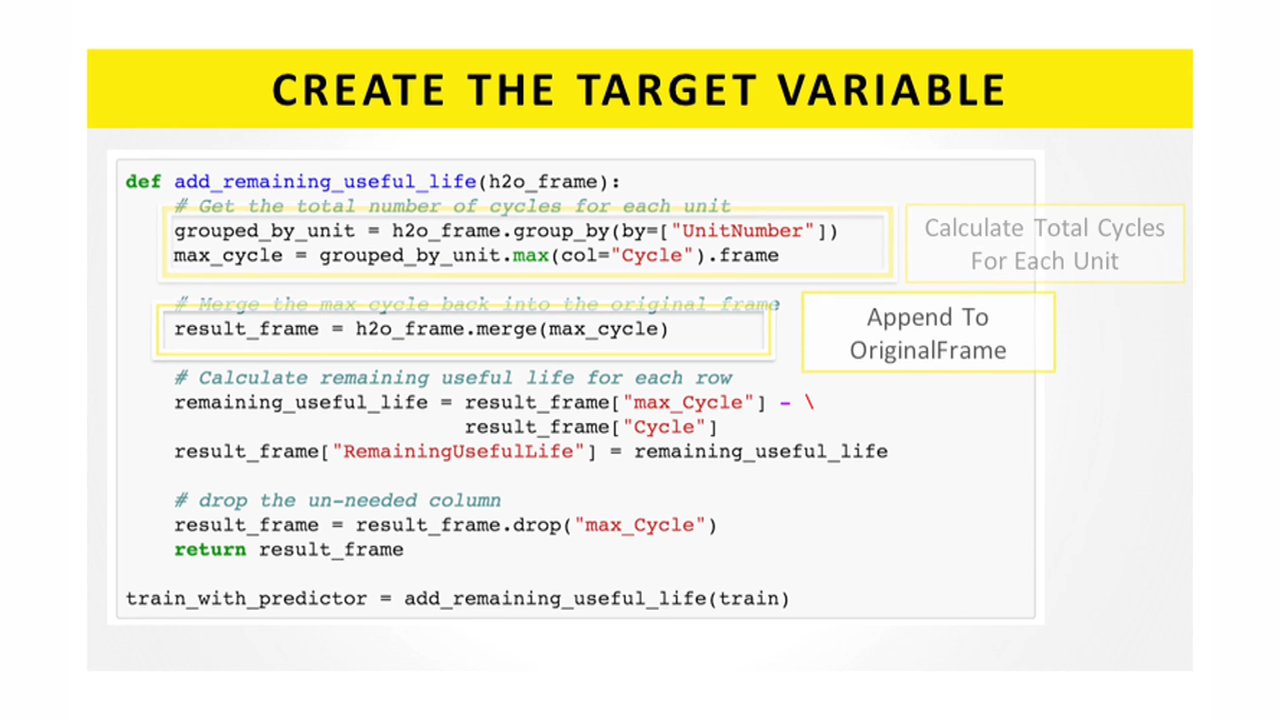 CREATE THE TARGET VARIABLE
def add_remaining_useful_life(h2o_frame):
# Get the total number of cycles for each unit
grouped_by_unit = h2o_frame.group_by(by=["UnitNumber"])
max_cycle = grouped_by_unit.max(col="Cycle").frame
Calculate Total Cycles
For Each Unit
# Merge the max cycle back into the original frame
result_frame = h2o_frame.merge(max_cycle)
Append To
OriginalFrame
# Calculate remaining useful life for each row
remaining_useful_life = result_frame["max_Cycle"] - \
result_frame["Cycle"]
result_frame["RemainingUsefulLife"] = remaining_useful_life
# drop the un-needed column
result_frame = result_frame.drop("max_Cycle")
return result_frame
train_with_predictor = add_remaining_useful_life(train)